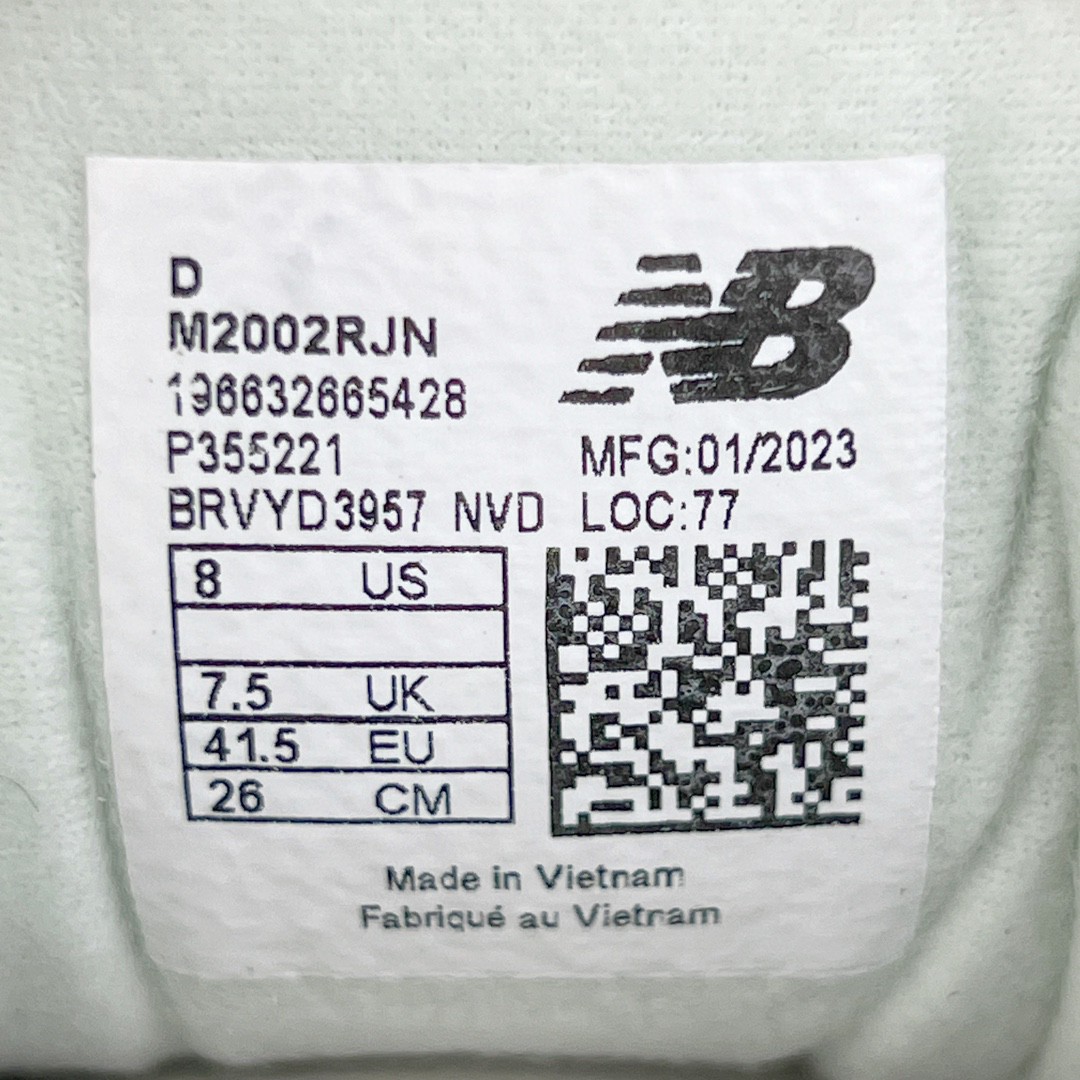 D
M2002RJN
196632665428
P355221 MFG:01/2023
BRVYD3957 NVD LOC:77
8 US
7.5 UK
41.5 EU
26 CM
Made in Vietnam
Fabriqué au Vietnam